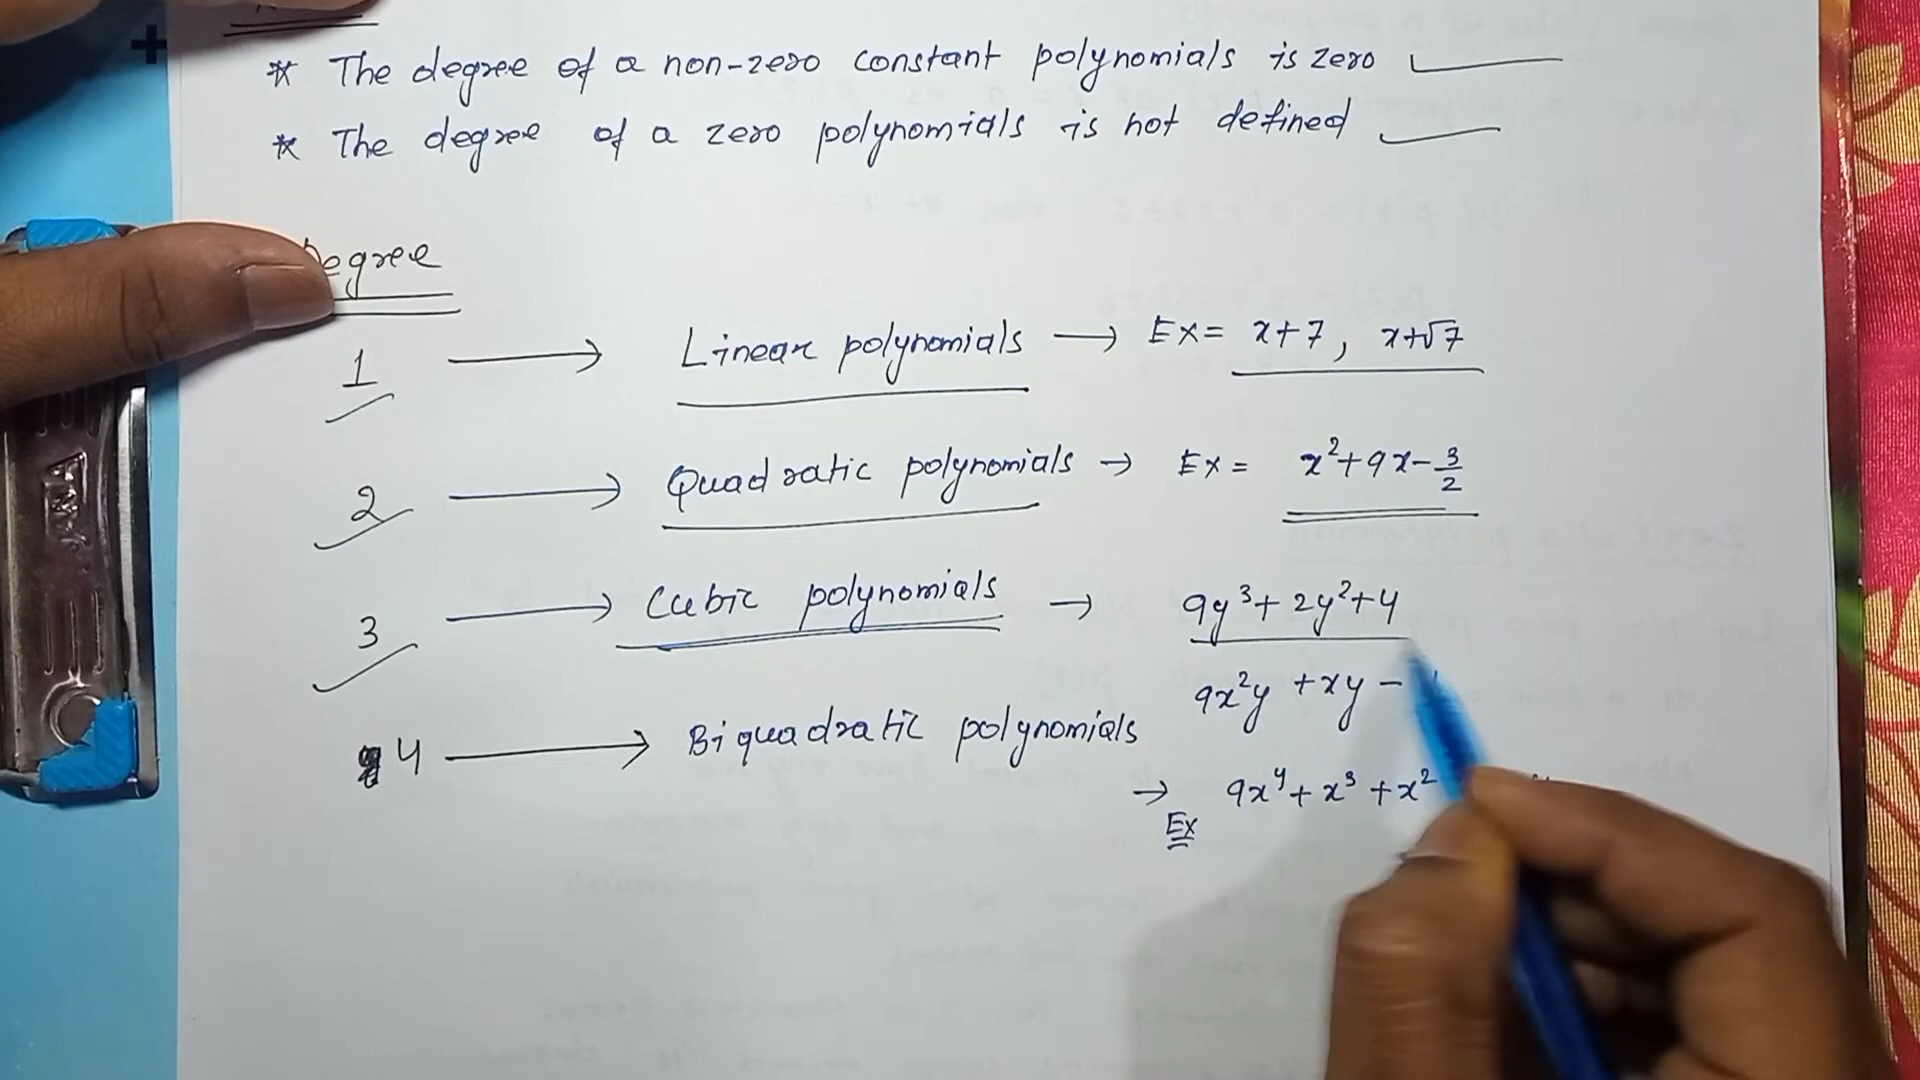 * The degree of a non-zero constant polynomials is zero
* The degree of a zero polynomials is not defined
Degree
1 → Linear polynomials → Ex = x+7, x+√7
2 → Quadratic polynomials → Ex = x²+9x-3/2
3 → Cubic polynomials → 9y³+2y²+4
9x²y +xy -
4 → Biquadratic polynomials
→ 9x⁴+x³+x²
Ex